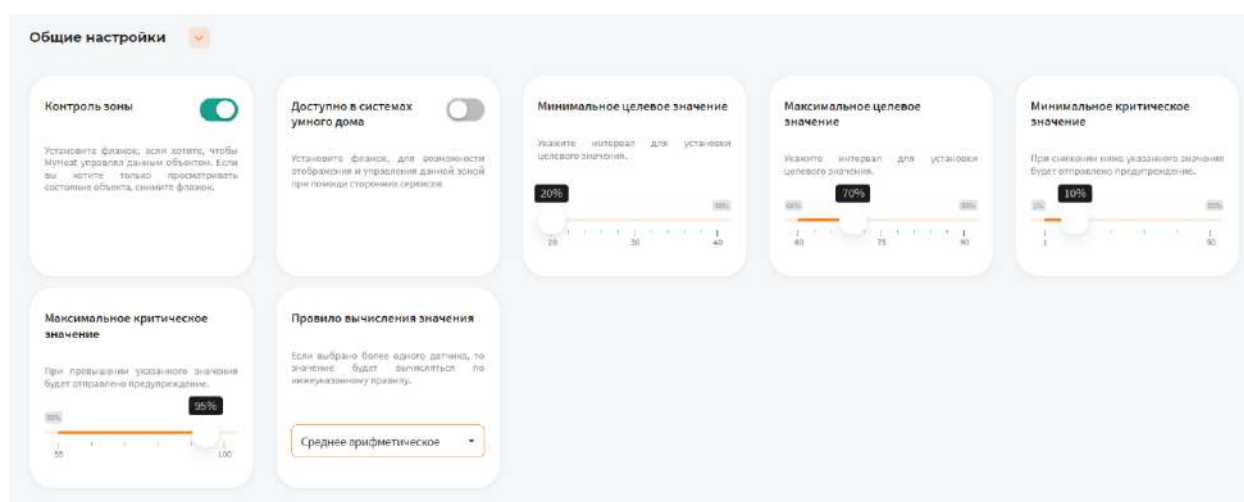 Общие настройки
Контроль зоны
Установите флажок, если хотите, чтобы
MyHeat управлял данным объектом. Если
вы хотите только просматривать
состояние объекта, снимите флажок.
Доступно в системах
умного дома
Установите флажок, для возможности
отображения и управления данной зоной
при помощи сторонних сервисов
Минимальное целевое значение
Укажите интервал для установки
целевого значения.
20%
20 30 40
Максимальное целевое
значение
Укажите интервал для установки
целевого значения.
70%
60 75 90
Минимальное критическое
значение
При снижении ниже указанного значения
будет отправлено предупреждение.
1% 10%
1 50
Максимальное критическое
значение
При превышении указанного значения
будет отправлено предупреждение.
95%
55 100
Правило вычисления значения
Если выбрано более одного датчика, то
значение будет вычисляться по
нижеуказанному правилу.
Среднее арифметическое